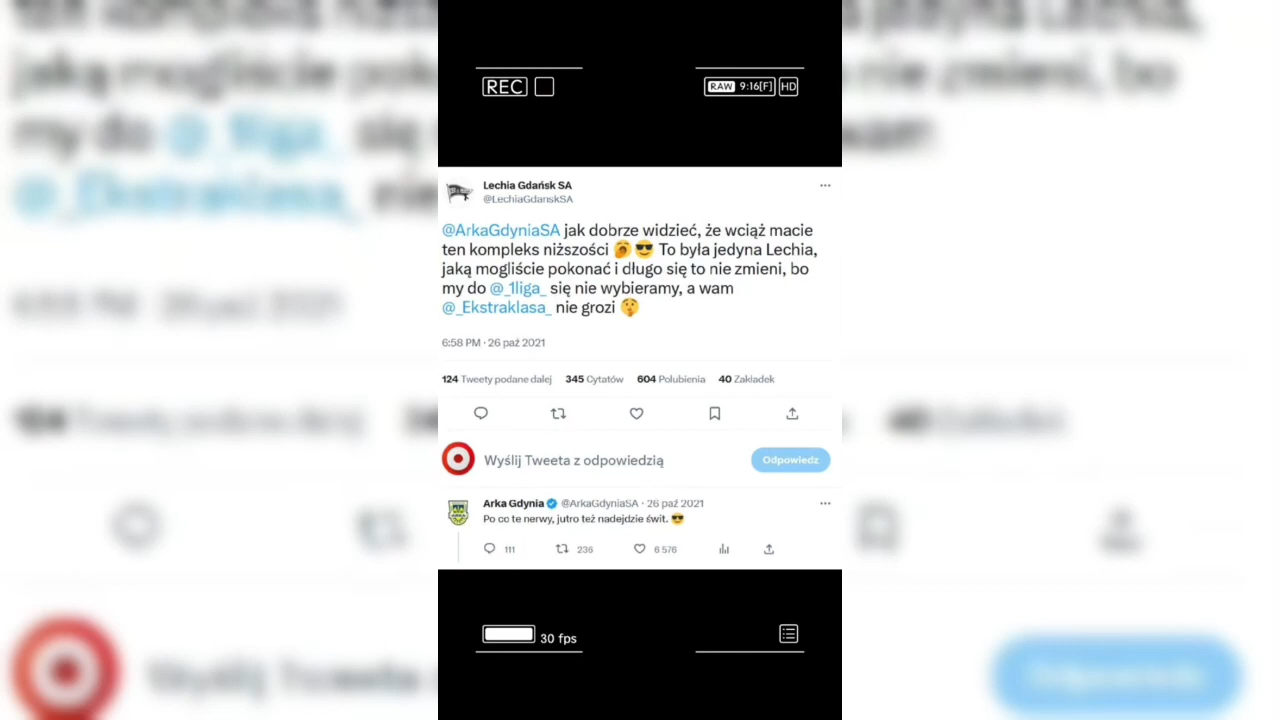 REC
RAW 9:16[F] HD
Lechia Gdańsk SA
@LechiaGdanskSA
@ArkaGdyniaSA jak dobrze widzieć, że wciąż macie
ten kompleks niższości 🥱😎 To była jedyna Lechia,
jaką mogliście pokonać i długo się to nie zmieni, bo
my do @_1liga_ się nie wybieramy, a wam
@_Ekstraklasa_ nie grozi 🤫
6:58 PM · 26 paź 2021
124 Tweety podane dalej 345 Cytatów 604 Polubienia 40 Zakładek
Wyślij Tweeta z odpowiedzią
Odpowiedz
Arka Gdynia @ArkaGdyniaSA · 26 paź 2021
Po co te nerwy, jutro też nadejdzie świt. 😎
111 236 6 576
30 fps